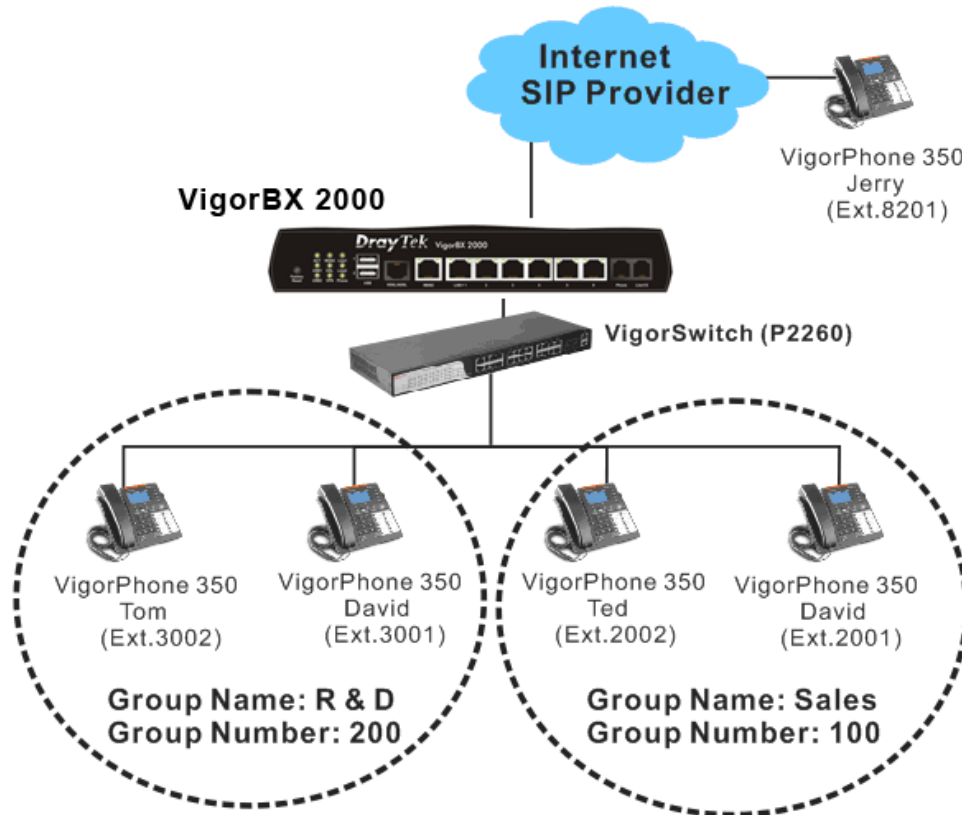 Internet
SIP Provider
VigorPhone 350
Jerry
(Ext.8201)
VigorBX 2000
DrayTek VigorBX 2000
VigorSwitch (P2260)
VigorPhone 350
Tom
(Ext.3002)
VigorPhone 350
David
(Ext.3001)
Group Name: R & D
Group Number: 200
VigorPhone 350
Ted
(Ext.2002)
VigorPhone 350
David
(Ext.2001)
Group Name: Sales
Group Number: 100